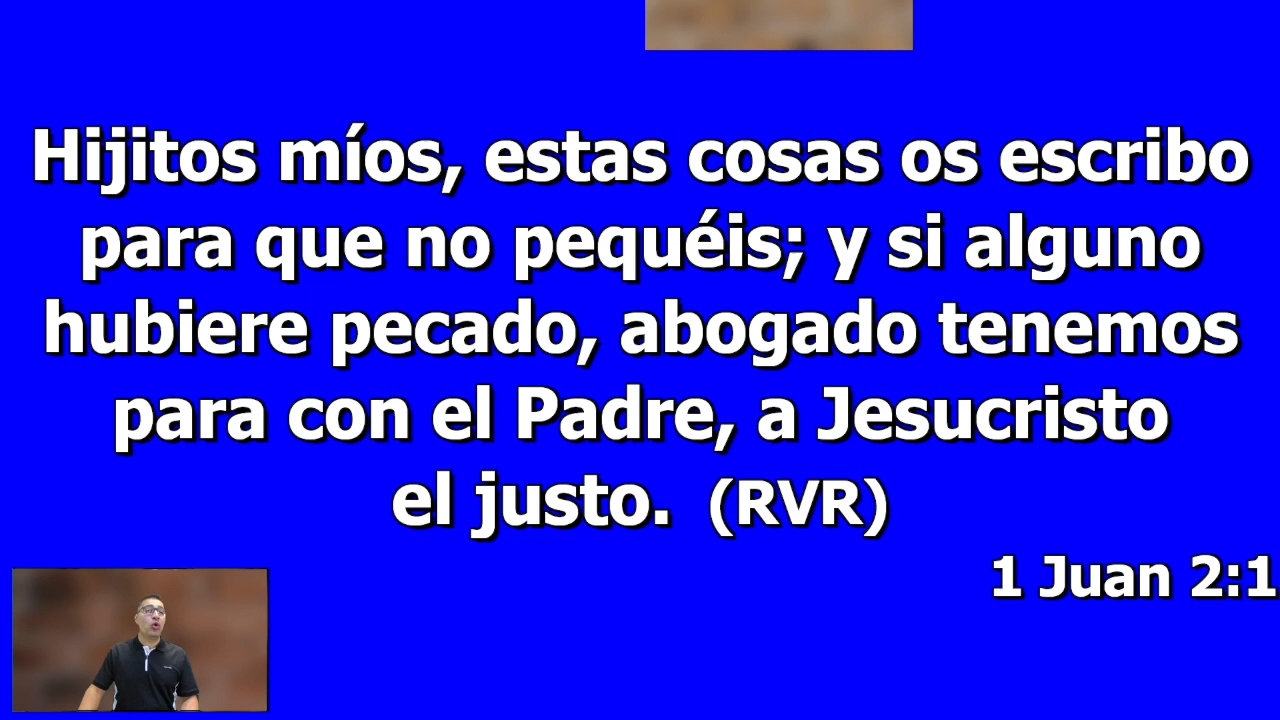 Hijitos míos, estas cosas os escribo
para que no pequéis; y si alguno
hubiere pecado, abogado tenemos
para con el Padre, a Jesucristo
el justo. (RVR)
1 Juan 2:1